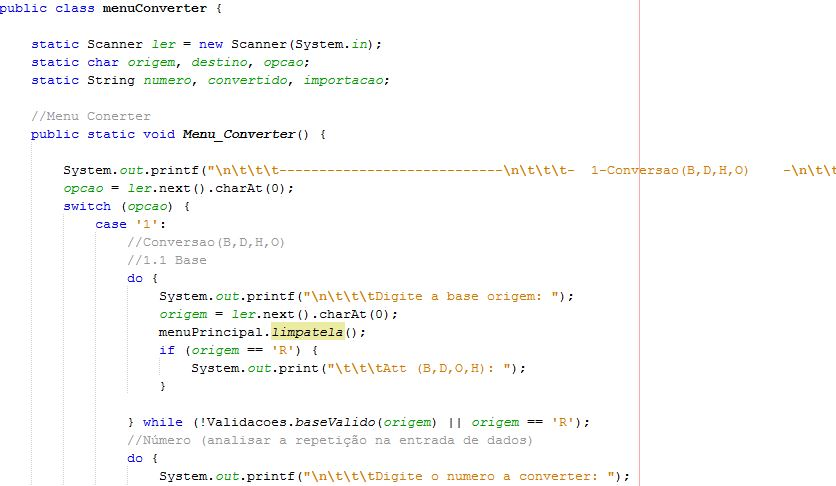 public class menuConverter {
static Scanner ler = new Scanner(System.in);
static char origem, destino, opcao;
static String numero, convertido, importacao;
//Menu Conerter
public static void Menu_Converter() {
System.out.printf("\n\t\t\t----------------------------\n\t\t\t-  1-Conversao(B,D,H,O)    -\n\t\t
opcao = ler.next().charAt(0);
switch (opcao) {
case '1':
//Conversao(B,D,H,O)
//1.1 Base
do {
System.out.printf("\n\t\t\tDigite a base origem: ");
origem = ler.next().charAt(0);
menuPrincipal.limpatela();
if (origem == 'R') {
System.out.print("\t\t\tAtt (B,D,O,H): ");
}
} while (!Validacoes.baseValido(origem) || origem == 'R');
//Número (analisar a repetição na entrada de dados)
do {
System.out.printf("\n\t\t\tDigite o numero a converter: ");